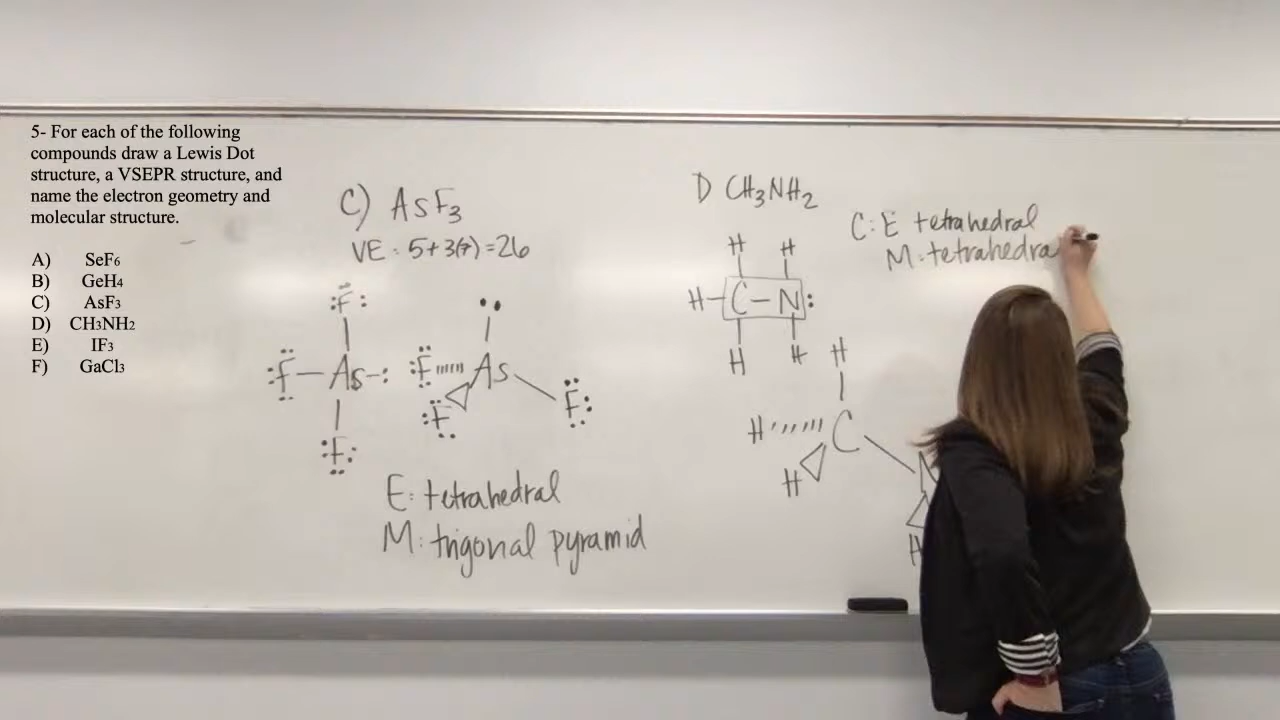 5- For each of the following
compounds draw a Lewis Dot
structure, a VSEPR structure, and
name the electron geometry and
molecular structure.
A) SeF6
B) GeH4
C) AsF3
D) CH3NH2
E) IF3
F) GaCl3
C) AsF3
VE: 5+3(7)=26
:F:
:F—As-:
:F:
:F As
:F F:
E: tetrahedral
M: trigonal pyramid
D CH3NH2
H H
H—C—N:
H H
H
H C
H N
H
C: E tetrahedral
M: tetrahedra